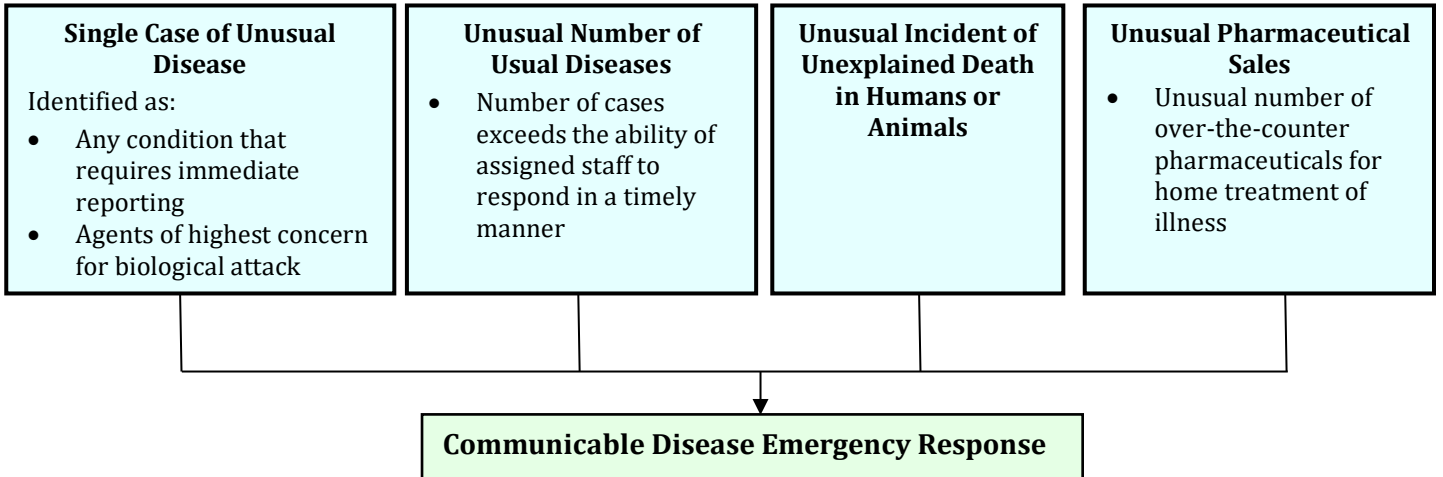 Single Case of Unusual
Disease
Identified as:
• Any condition that
requires immediate
reporting
• Agents of highest concern
for biological attack
Unusual Number of
Usual Diseases
• Number of cases
exceeds the ability of
assigned staff to
respond in a timely
manner
Unusual Incident of
Unexplained Death
in Humans or
Animals
Unusual Pharmaceutical
Sales
• Unusual number of
over-the-counter
pharmaceuticals for
home treatment of
illness
Communicable Disease Emergency Response